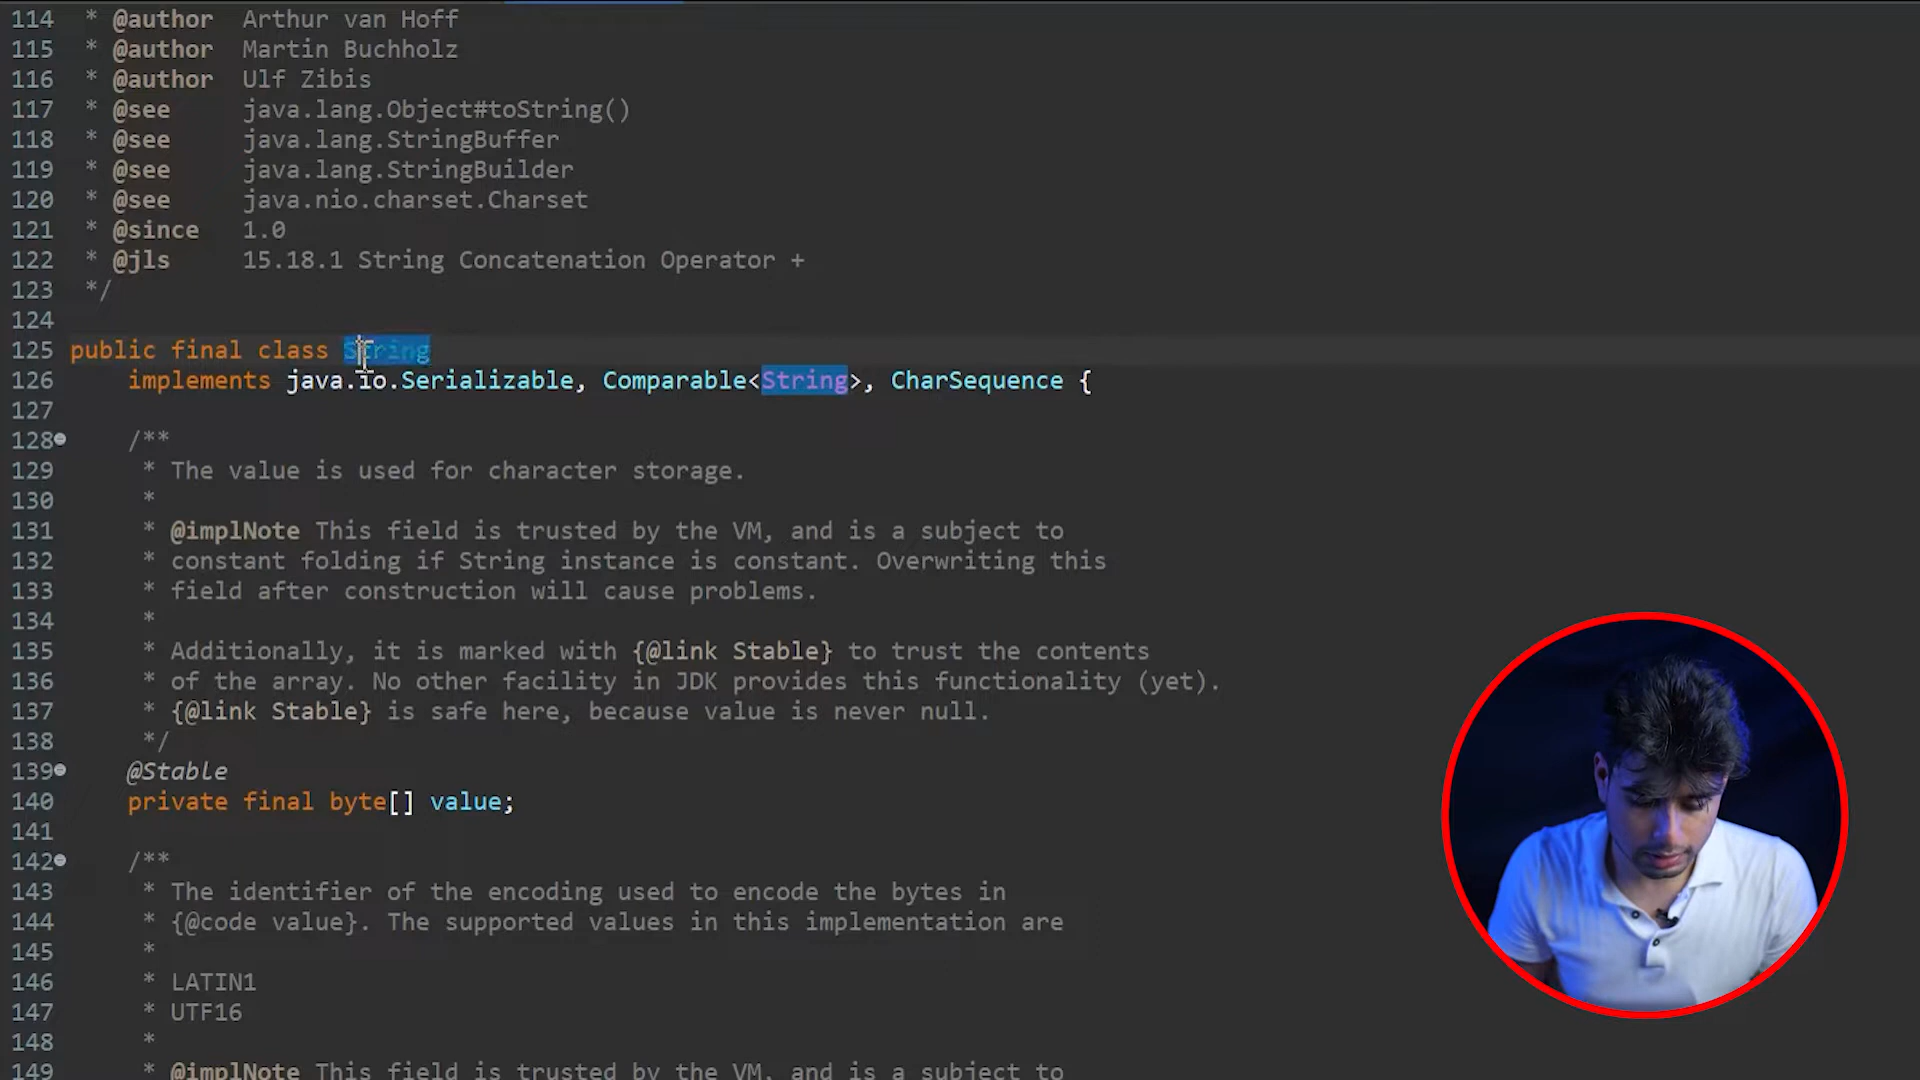 114 * @author Arthur van Hoff
115 * @author Martin Buchholz
116 * @author Ulf Zibis
117 * @see java.lang.Object#toString()
118 * @see java.lang.StringBuffer
119 * @see java.lang.StringBuilder
120 * @see java.nio.charset.Charset
121 * @since 1.0
122 * @jls 15.18.1 String Concatenation Operator +
123 */
124
125 public final class String
126 implements java.io.Serializable, Comparable<String>, CharSequence {
127
128 /**
129 * The value is used for character storage.
130 *
131 * @implNote This field is trusted by the VM, and is a subject to
132 * constant folding if String instance is constant. Overwriting this
133 * field after construction will cause problems.
134 *
135 * Additionally, it is marked with {@link Stable} to trust the contents
136 * of the array. No other facility in JDK provides this functionality (yet).
137 * {@link Stable} is safe here, because value is never null.
138 */
139 @Stable
140 private final byte[] value;
141
142 /**
143 * The identifier of the encoding used to encode the bytes in
144 * {@code value}. The supported values in this implementation are
145 *
146 * LATIN1
147 * UTF16
148 *
149 * @implNote This field is trusted by the VM, and is a subject to